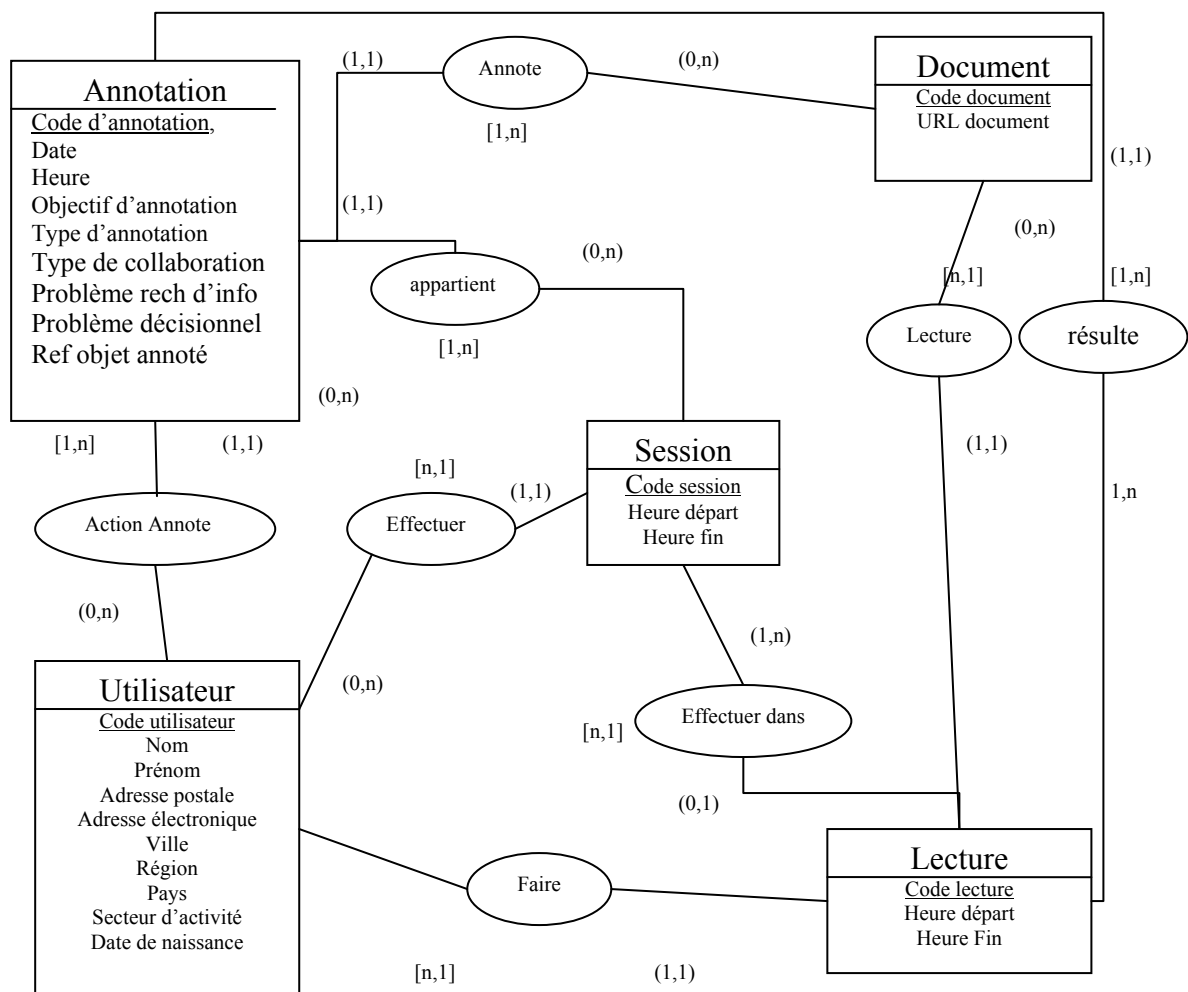 Annotation
Code d'annotation,
Date
Heure
Objectif d'annotation
Type d'annotation
Type de collaboration
Problème rech d'info
Problème décisionnel
Ref objet annoté
(1,1)
Annote
(0,n)
[1,n]
Document
Code document
URL document
(1,1)
(1,1)
appartient
(0,n)
[1,n]
(0,n)
[n,1]
Lecture
(1,1)
[1,n]
résulte
1,n
(0,n)
[1,n]
(1,1)
Action Annote
(0,n)
[n,1]
Effectuer
(1,1)
(0,n)
Session
Code session
Heure départ
Heure fin
(1,n)
Effectuer dans
[n,1]
(0,1)
Utilisateur
Code utilisateur
Nom
Prénom
Adresse postale
Adresse électronique
Ville
Région
Pays
Secteur d'activité
Date de naissance
Faire
[n,1]
(1,1)
Lecture
Code lecture
Heure départ
Heure Fin